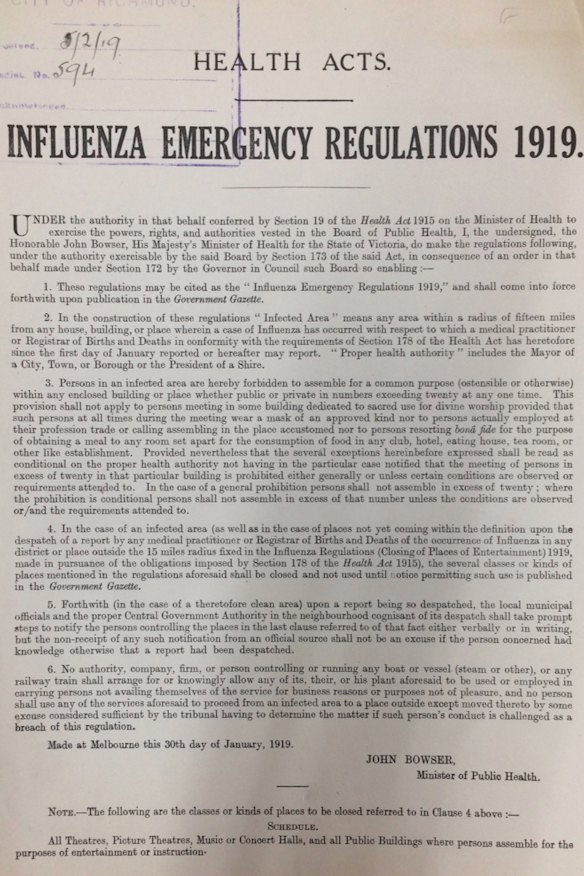 CITY OF RICHMOND.
5/2/19
594
HEALTH ACTS.
INFLUENZA EMERGENCY REGULATIONS 1919.
UNDER the authority in that behalf conferred by Section 19 of the Health Act 1915 on the Minister of Health to
exercise the powers, rights, and authorities vested in the Board of Public Health, I, the undersigned, the
Honorable John Bowser, His Majesty's Minister of Health for the State of Victoria, do make the regulations following,
under the authority exercisable by the said Board by Section 173 of the said Act, in consequence of an order in that
behalf made under Section 172 by the Governor in Council such Board so enabling :—
1. These regulations may be cited as the " Influenza Emergency Regulations 1919," and shall come into force
forthwith upon publication in the Government Gazette.
2. In the construction of these regulations " Infected Area " means any area within a radius of fifteen miles
from any house, building, or place wherein a case of Influenza has occurred with respect to which a medical practitioner
or Registrar of Births and Deaths in conformity with the requirements of Section 178 of the Health Act has heretofore
since the first day of January reported or hereafter may report. " Proper health authority " includes the Mayor of
a City, Town, or Borough or the President of a Shire.
3. Persons in an infected area are hereby forbidden to assemble for a common purpose (ostensible or otherwise)
within any enclosed building or place whether public or private in numbers exceeding twenty at any one time. This
provision shall not apply to persons meeting in some building dedicated to sacred use for divine worship provided that
such persons at all times during the meeting wear a mask of an approved kind nor to persons actually employed at
their profession trade or calling assembling in the place accustomed nor to persons resorting bonâ fide for the purpose
of obtaining a meal to any room set apart for the consumption of food in any club, hotel, eating house, tea room, or
other like establishment. Provided nevertheless that the several exceptions hereinbefore expressed shall be read as
conditional on the proper health authority not having in the particular case notified that the meeting of persons in
excess of twenty in that particular building is prohibited either generally or unless certain conditions are observed or
requirements attended to. In the case of a general prohibition persons shall not assemble in excess of twenty ; where
the prohibition is conditional persons shall not assemble in excess of that number unless the conditions are observed
or/and the requirements attended to.
4. In the case of an infected area (as well as in the case of places not yet coming within the definition upon the
despatch of a report by any medical practitioner or Registrar of Births and Deaths of the occurrence of Influenza in any
district or place outside the 15 miles radius fixed in the Influenza Regulations (Closing of Places of Entertainment) 1919,
made in pursuance of the obligations imposed by Section 178 of the Health Act 1915), the several classes or kinds of
places mentioned in the regulations aforesaid shall be closed and not used until notice permitting such use is published
in the Government Gazette.
5. Forthwith (in the case of a theretofore clean area) upon a report being so despatched, the local municipal
officials and the proper Central Government Authority in the neighbourhood cognisant of its despatch shall take prompt
steps to notify the persons controlling the places in the last clause referred to of that fact either verbally or in writing,
but the non-receipt of any such notification from an official source shall not be an excuse if the person concerned had
knowledge otherwise that a report had been despatched.
6. No authority, company, firm, or person controlling or running any boat or vessel (steam or other), or any
railway train shall arrange for or knowingly allow any of its, their, or his plant aforesaid to be used or employed in
carrying persons not availing themselves of the service for business reasons or purposes not of pleasure, and no person
shall use any of the services aforesaid to proceed from an infected area to a place outside except moved thereto by some
excuse considered sufficient by the tribunal having to determine the matter if such person's conduct is challenged as a
breach of this regulation.
Made at Melbourne this 30th day of January, 1919.
JOHN BOWSER,
Minister of Public Health.
NOTE.—The following are the classes or kinds of places to be closed referred to in Clause 4 above :—
SCHEDULE.
All Theatres, Picture Theatres, Music or Concert Halls, and all Public Buildings where persons assemble for the
purposes of entertainment or instruction.